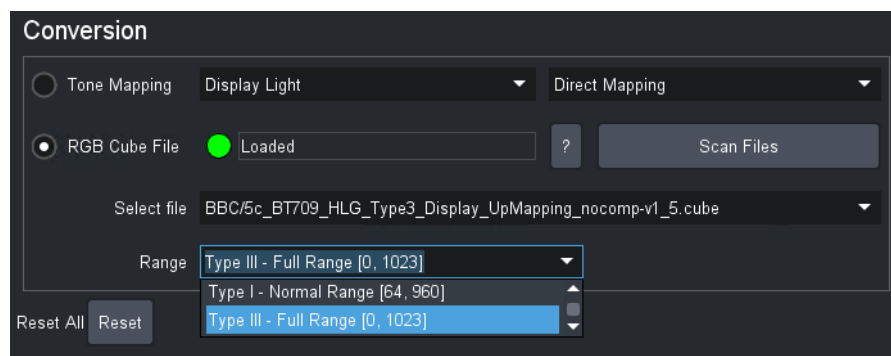 Conversion
Tone Mapping Display Light Direct Mapping
RGB Cube File Loaded ? Scan Files
Select file BBC/5c_BT709_HLG_Type3_Display_UpMapping_nocomp-v1_5.cube
Range Type III - Full Range [0, 1023]
Type I - Normal Range [64, 960]
Type III - Full Range [0, 1023]
Reset All Reset